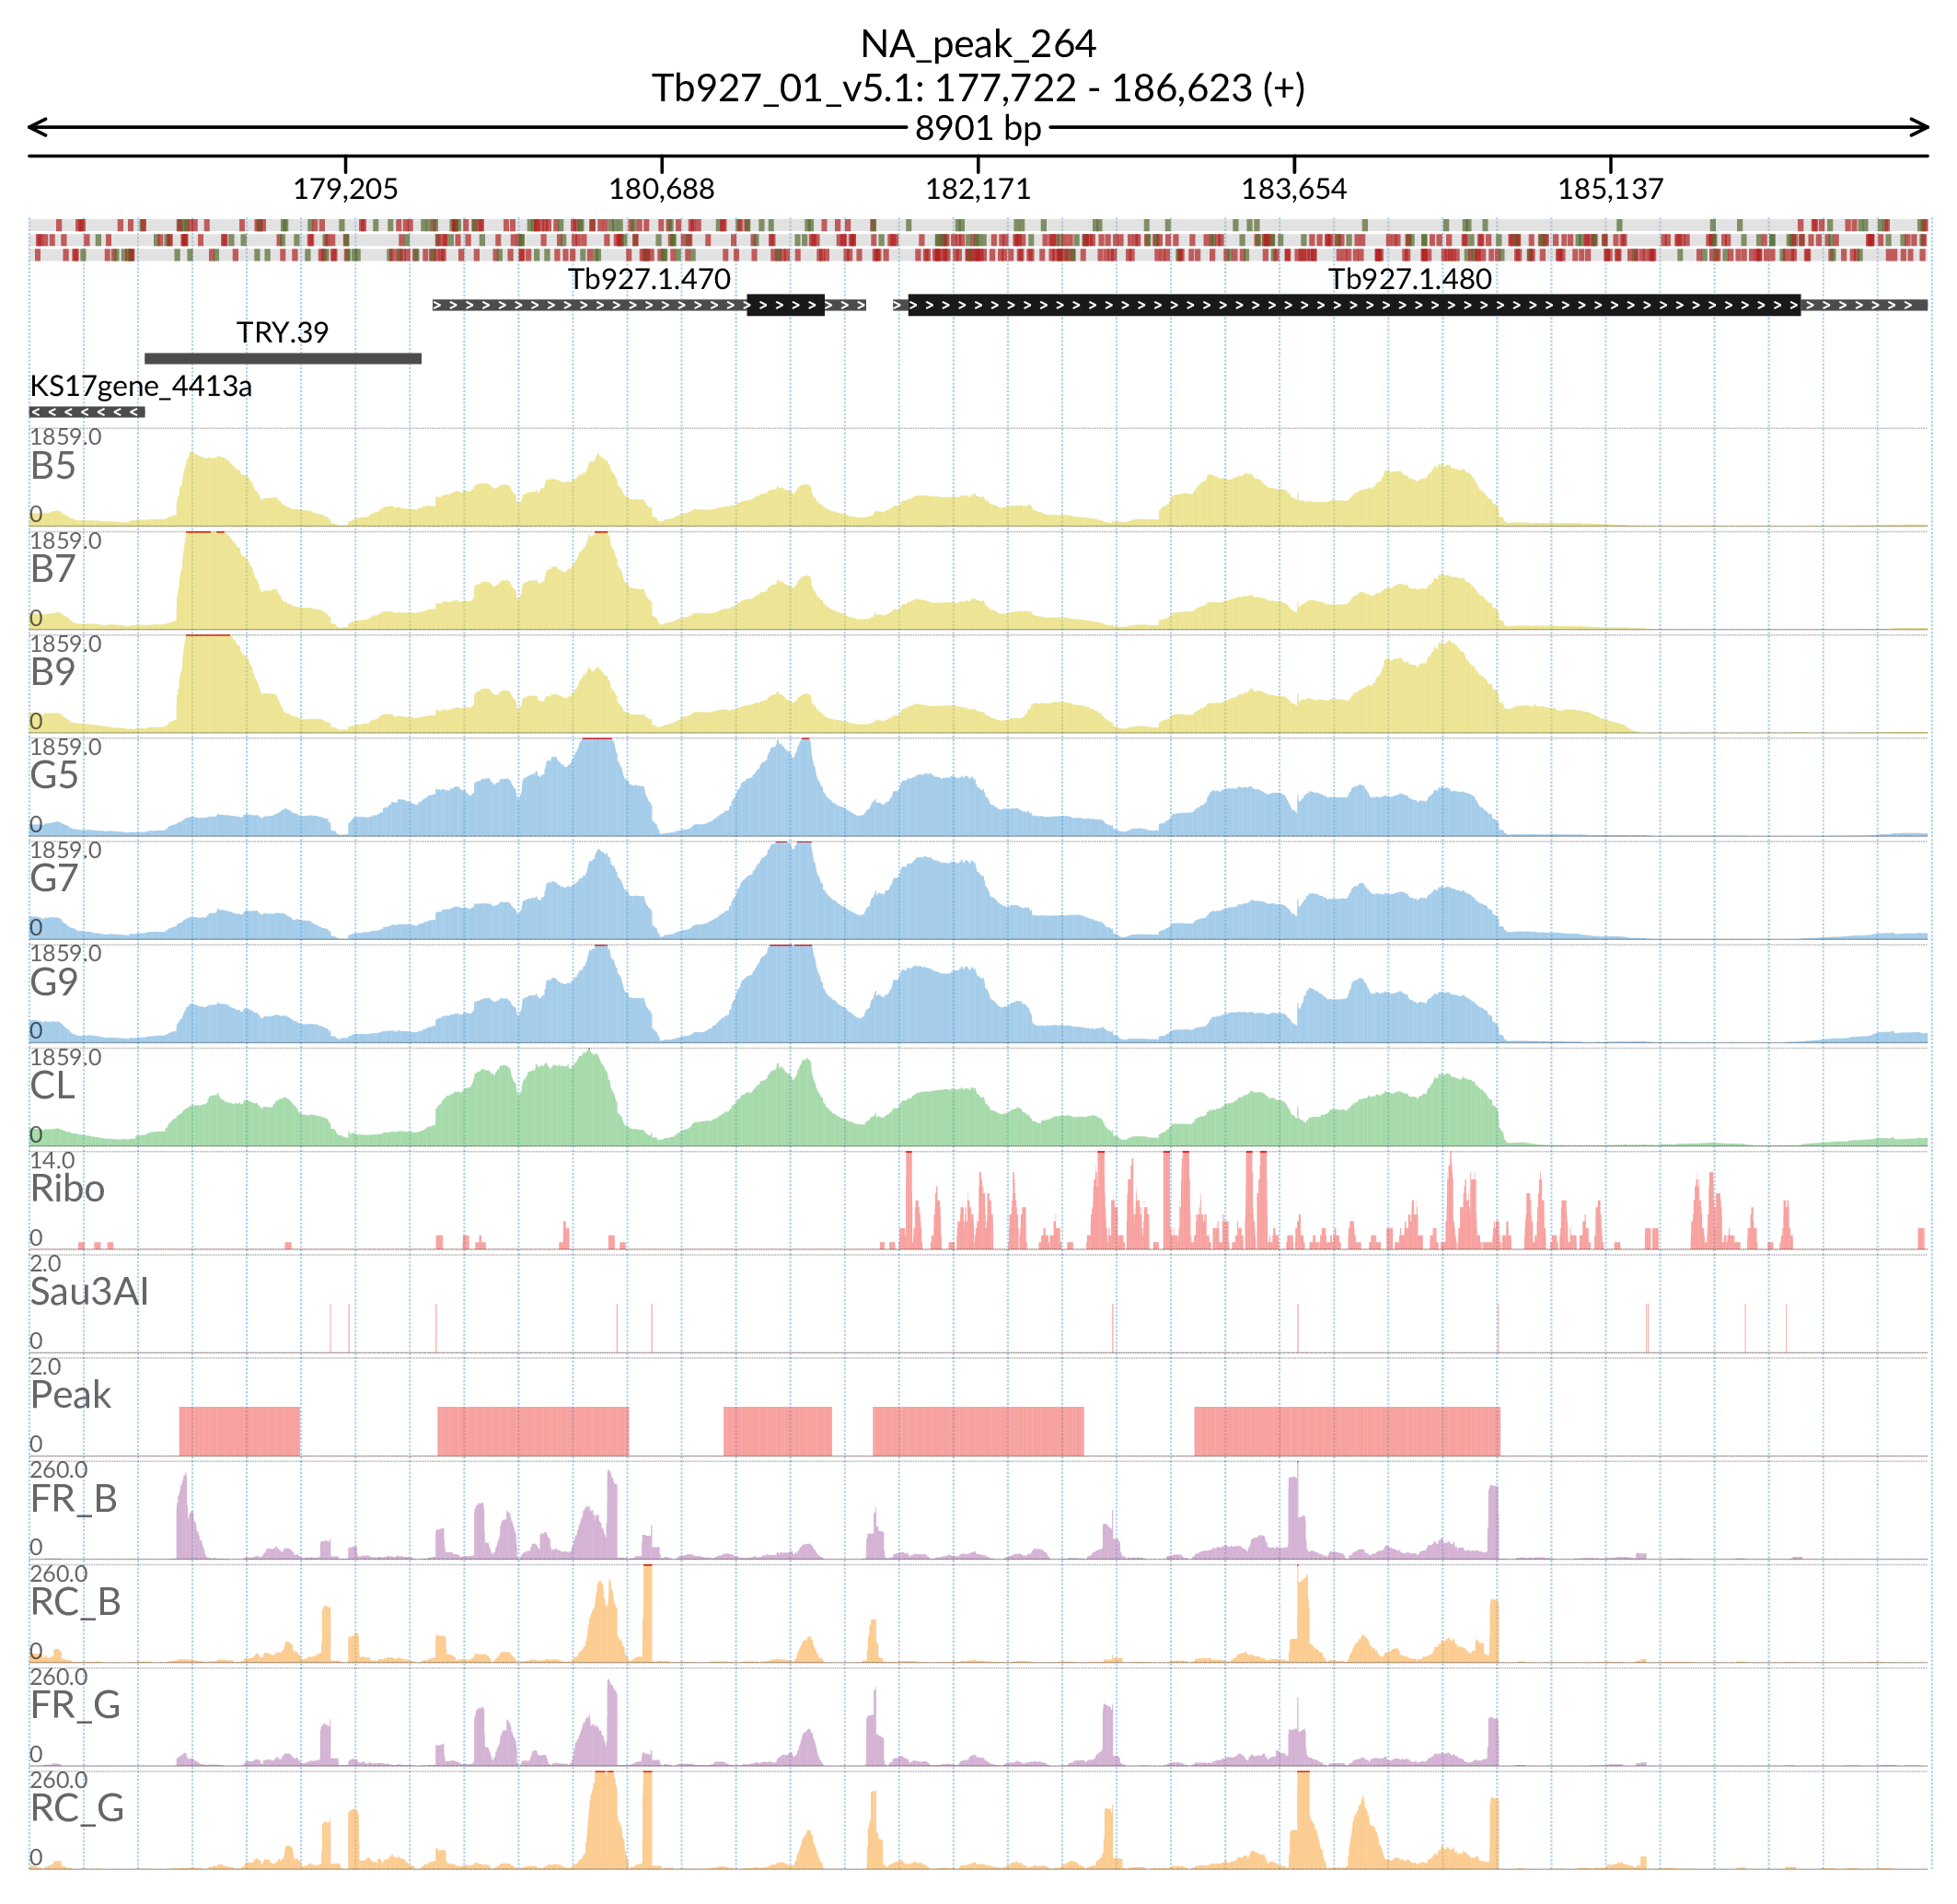 NA_peak_264
Tb927_01_v5.1: 177,722 - 186,623 (+)
8901 bp
179,205 180,688 182,171 183,654 185,137
Tb927.1.470 Tb927.1.480
TRY.39
KS17gene_4413a
1859.0
B5
0
1859.0
B7
0
1859.0
B9
0
1859.0
G5
0
1859.0
G7
0
1859.0
G9
0
1859.0
CL
0
14.0
Ribo
0
2.0
Sau3AI
0
2.0
Peak
0
260.0
FR_B
0
260.0
RC_B
0
260.0
FR_G
0
260.0
RC_G
0